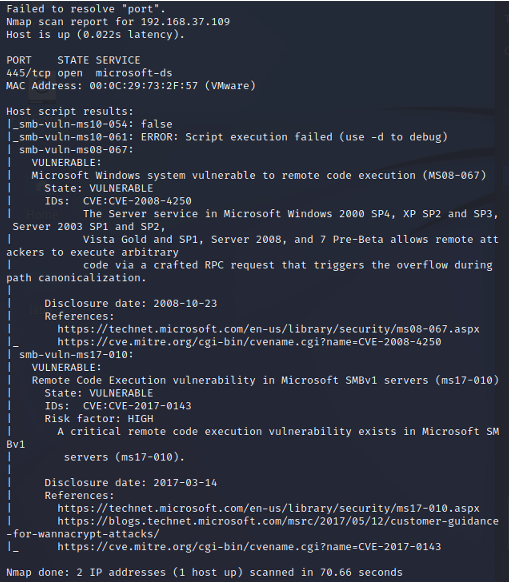 Failed to resolve "port".
Nmap scan report for 192.168.37.109
Host is up (0.022s latency).

PORT    STATE SERVICE
445/tcp open  microsoft-ds
MAC Address: 00:0C:29:73:2F:57 (VMware)

Host script results:
|_smb-vuln-ms10-054: false
|_smb-vuln-ms10-061: ERROR: Script execution failed (use -d to debug)
| smb-vuln-ms08-067:
|   VULNERABLE:
|   Microsoft Windows system vulnerable to remote code execution (MS08-067)
|     State: VULNERABLE
|     IDs:  CVE:CVE-2008-4250
|           The Server service in Microsoft Windows 2000 SP4, XP SP2 and SP3,
 Server 2003 SP1 and SP2,
|           Vista Gold and SP1, Server 2008, and 7 Pre-Beta allows remote att
ackers to execute arbitrary
|           code via a crafted RPC request that triggers the overflow during
path canonicalization.
|
|     Disclosure date: 2008-10-23
|     References:
|       https://technet.microsoft.com/en-us/library/security/ms08-067.aspx
|_      https://cve.mitre.org/cgi-bin/cvename.cgi?name=CVE-2008-4250
| smb-vuln-ms17-010:
|   VULNERABLE:
|   Remote Code Execution vulnerability in Microsoft SMBv1 servers (ms17-010)
|     State: VULNERABLE
|     IDs:  CVE:CVE-2017-0143
|     Risk factor: HIGH
|       A critical remote code execution vulnerability exists in Microsoft SM
Bv1
|        servers (ms17-010).
|
|     Disclosure date: 2017-03-14
|     References:
|       https://technet.microsoft.com/en-us/library/security/ms17-010.aspx
|       https://blogs.technet.microsoft.com/msrc/2017/05/12/customer-guidance
-for-wannacrypt-attacks/
|_      https://cve.mitre.org/cgi-bin/cvename.cgi?name=CVE-2017-0143

Nmap done: 2 IP addresses (1 host up) scanned in 70.66 seconds